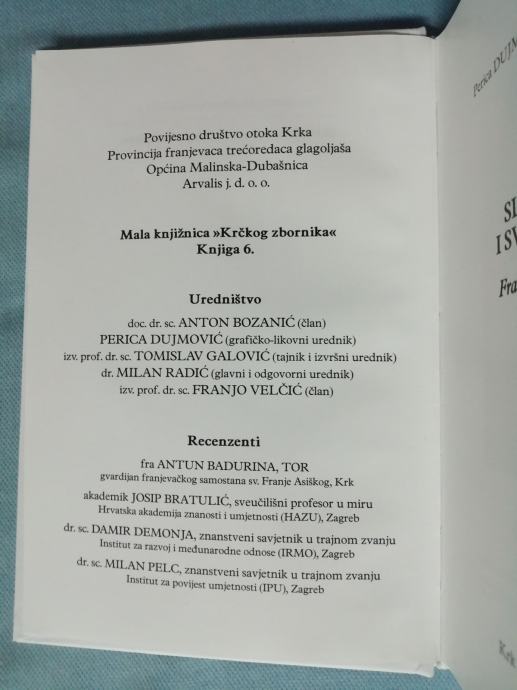 Povijesno društvo otoka Krka
Provincija franjevaca trećoredaca glagoljaša
Općina Malinska-Dubašnica
Arvalis j. d. o. o.
Mala knjižnica »Krčkog zbornika«
Knjiga 6.
Uredništvo
doc. dr. sc. ANTON BOZANIĆ (član)
PERICA DUJMOVIĆ (grafičko-likovni urednik)
izv. prof. dr. sc. TOMISLAV GALOVIĆ (tajnik i izvršni urednik)
dr. MILAN RADIĆ (glavni i odgovorni urednik)
izv. prof. dr. sc. FRANJO VELČIĆ (član)
Recenzenti
fra ANTUN BADURINA, TOR
gvardijan franjevačkog samostana sv. Franje Asiškog, Krk
akademik JOSIP BRATULIĆ, sveučilišni profesor u miru
Hrvatska akademija znanosti i umjetnosti (HAZU), Zagreb
dr. sc. DAMIR DEMONJA, znanstveni savjetnik u trajnom zvanju
Institut za razvoj i međunarodne odnose (IRMO), Zagreb
dr. sc. MILAN PELC, znanstveni savjetnik u trajnom zvanju
Institut za povijest umjetnosti (IPU), Zagreb
Perica
Krk